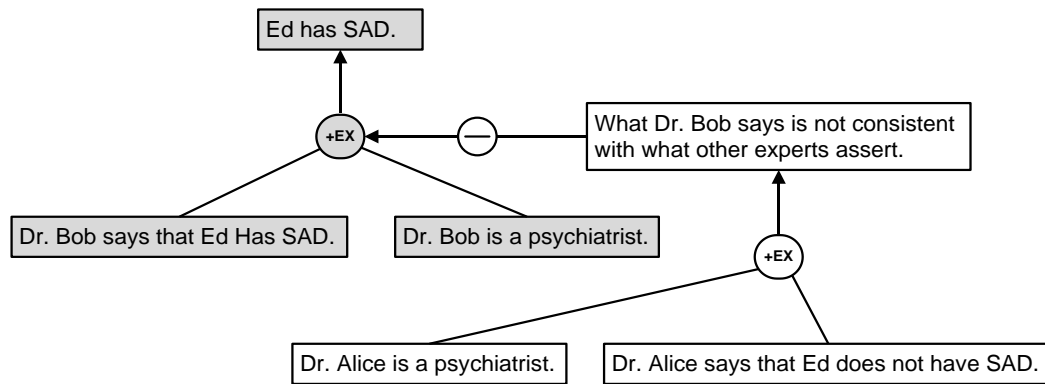 Ed has SAD.
+EX
—
What Dr. Bob says is not consistent
with what other experts assert.
Dr. Bob says that Ed Has SAD.
Dr. Bob is a psychiatrist.
+EX
Dr. Alice is a psychiatrist.
Dr. Alice says that Ed does not have SAD.